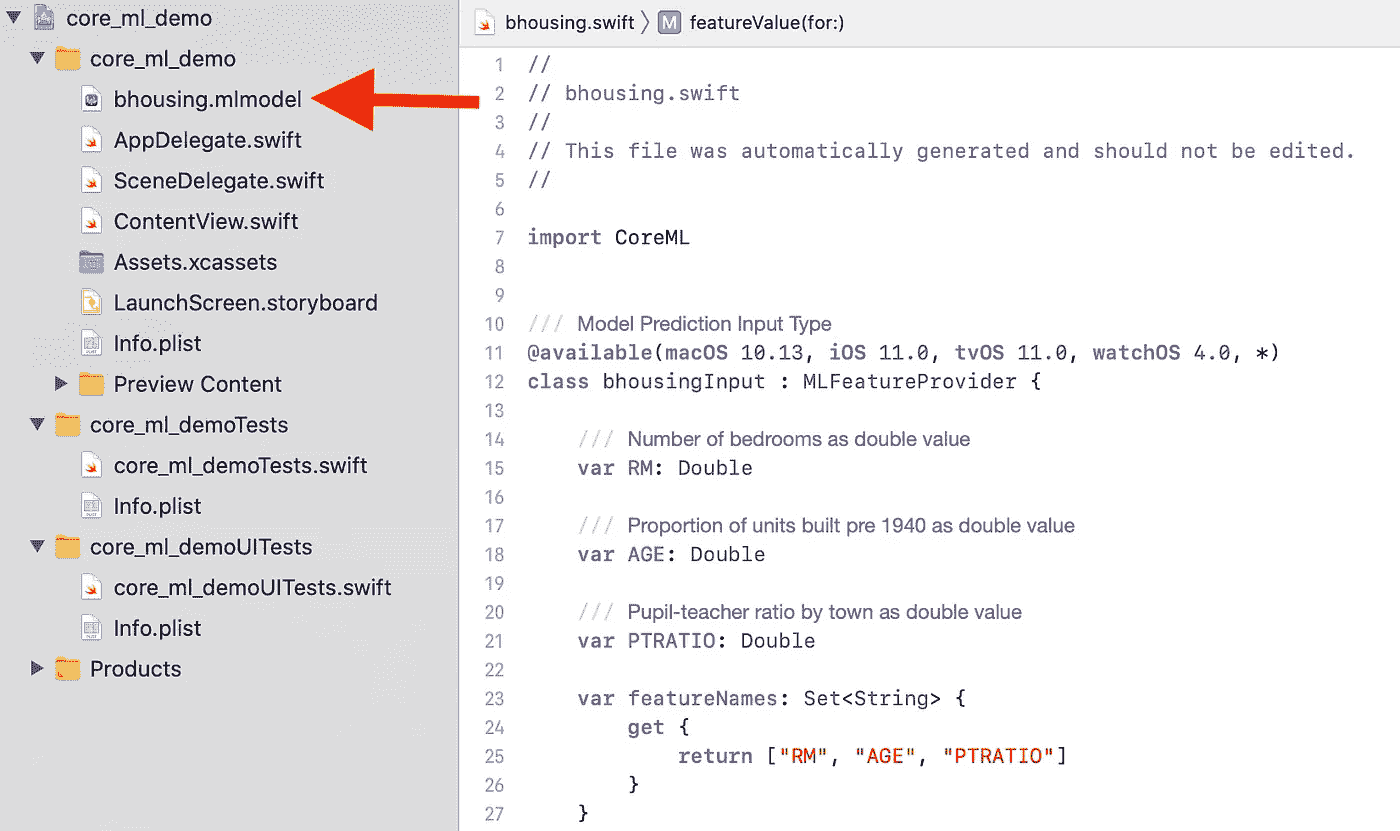 core_ml_demo
core_ml_demo
bhousing.mlmodel
AppDelegate.swift
SceneDelegate.swift
ContentView.swift
Assets.xcassets
LaunchScreen.storyboard
Info.plist
Preview Content
core_ml_demoTests
core_ml_demoTests.swift
Info.plist
core_ml_demoUITests
core_ml_demoUITests.swift
Info.plist
Products
bhousing.swift M featureValue(for:)
1 //
2 // bhousing.swift
3 //
4 // This file was automatically generated and should not be edited.
5 //
6
7 import CoreML
8
9
10 /// Model Prediction Input Type
11 @available(macOS 10.13, iOS 11.0, tvOS 11.0, watchOS 4.0, *)
12 class bhousingInput : MLFeatureProvider {
13
14 /// Number of bedrooms as double value
15 var RM: Double
16
17 /// Proportion of units built pre 1940 as double value
18 var AGE: Double
19
20 /// Pupil-teacher ratio by town as double value
21 var PTRATIO: Double
22
23 var featureNames: Set<String> {
24 get {
25 return ["RM", "AGE", "PTRATIO"]
26 }
27 }